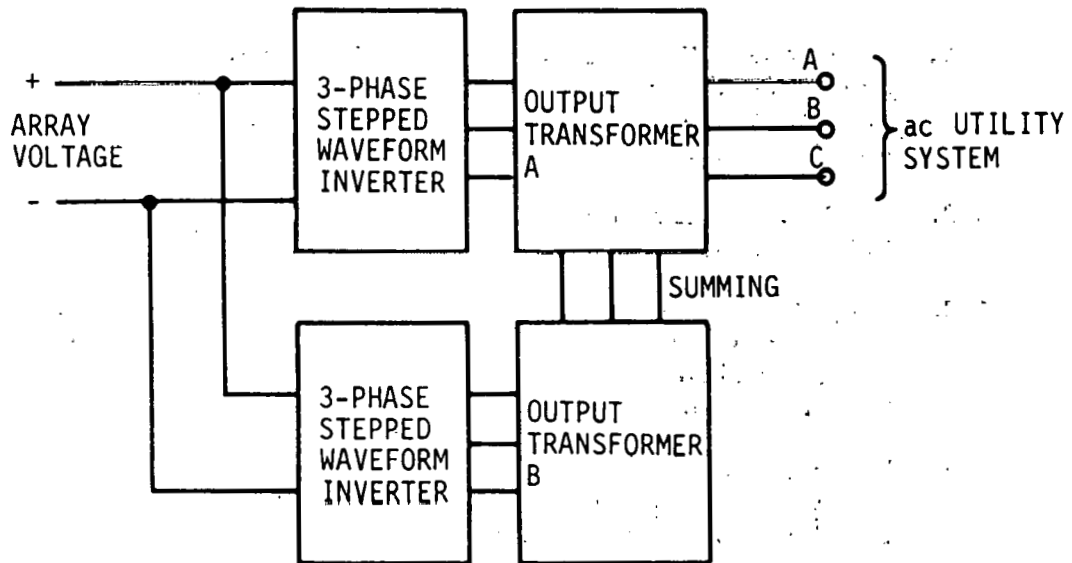 +
ARRAY
VOLTAGE
-
3-PHASE
STEPPED
WAVEFORM
INVERTER
OUTPUT
TRANSFORMER
A
A
B
C
ac UTILITY
SYSTEM
SUMMING
3-PHASE
STEPPED
WAVEFORM
INVERTER
OUTPUT
TRANSFORMER
B